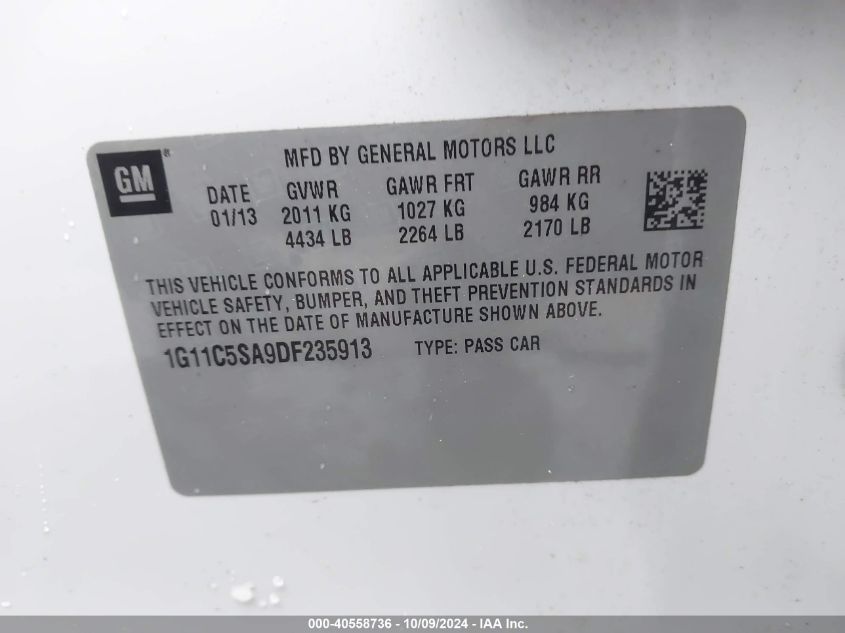 MFD BY GENERAL MOTORS LLC
GM®
DATE GVWR GAWR FRT GAWR RR
01/13 2011 KG 1027 KG 984 KG
4434 LB 2264 LB 2170 LB
THIS VEHICLE CONFORMS TO ALL APPLICABLE U.S. FEDERAL MOTOR
VEHICLE SAFETY, BUMPER, AND THEFT PREVENTION STANDARDS IN
EFFECT ON THE DATE OF MANUFACTURE SHOWN ABOVE.
1G11C5SA9DF235913 TYPE: PASS CAR
000-40558736 - 10/09/2024 - IAA Inc.